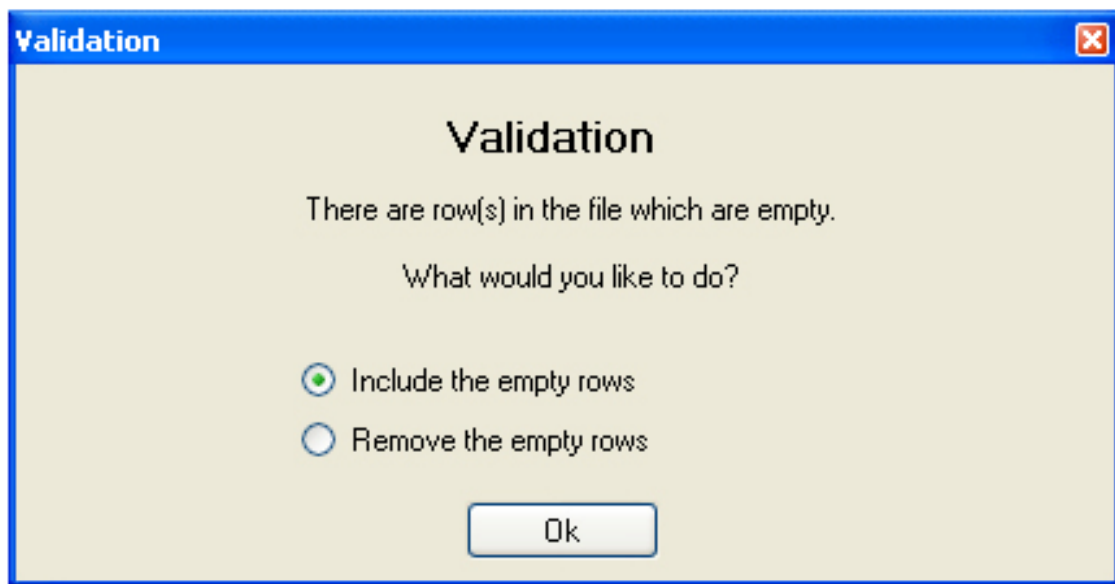 Validation
Validation
There are row(s) in the file which are empty.
What would you like to do?
Include the empty rows
Remove the empty rows
Ok